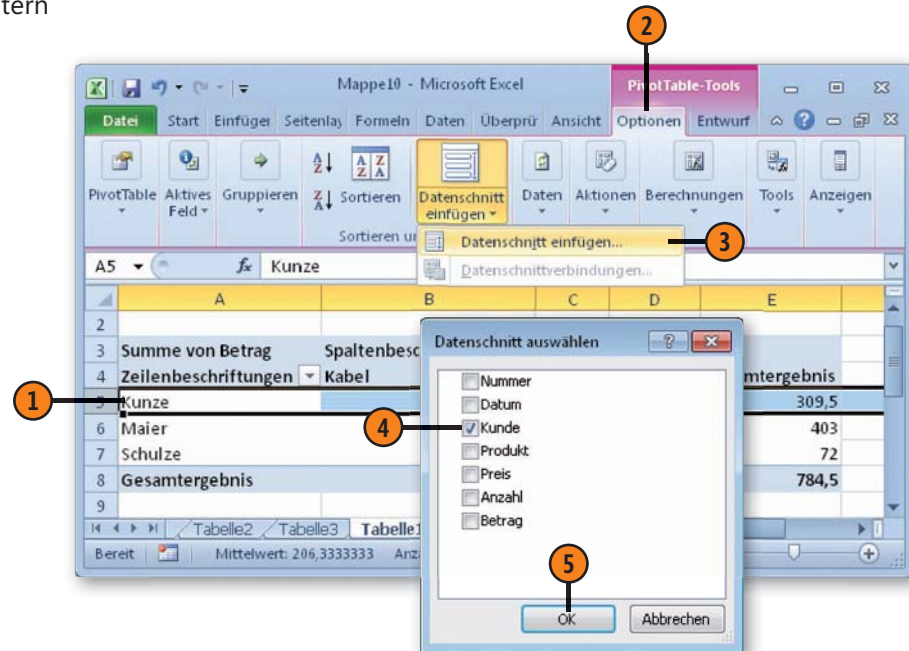 tern
2
Mappe10 - Microsoft Excel
PivotTable-Tools
Datei Start Einfüger Seitenlay Formeln Daten Überprü Ansicht Optionen Entwurf
PivotTable
Aktives Feld
Gruppieren
Sortieren
Datenschnitt einfügen
Daten
Aktionen
Berechnungen
Tools
Anzeigen
Sortieren un
Datenschnitt einfügen...
3
Datenschnittverbindungen...
A5 fx Kunze
A B C D E
2
3 Summe von Betrag Spaltenbesc
4 Zeilenbeschriftungen Kabel mtergebnis
1
5 Kunze 309,5
6 Maier 403
7 Schulze 72
8 Gesamtergebnis 784,5
9
Tabelle2 Tabelle3 Tabelle1
Bereit Mittelwert: 206,3333333 Anza
Datenschnitt auswählen
Nummer
Datum
4
Kunde
Produkt
Preis
Anzahl
Betrag
5
OK Abbrechen